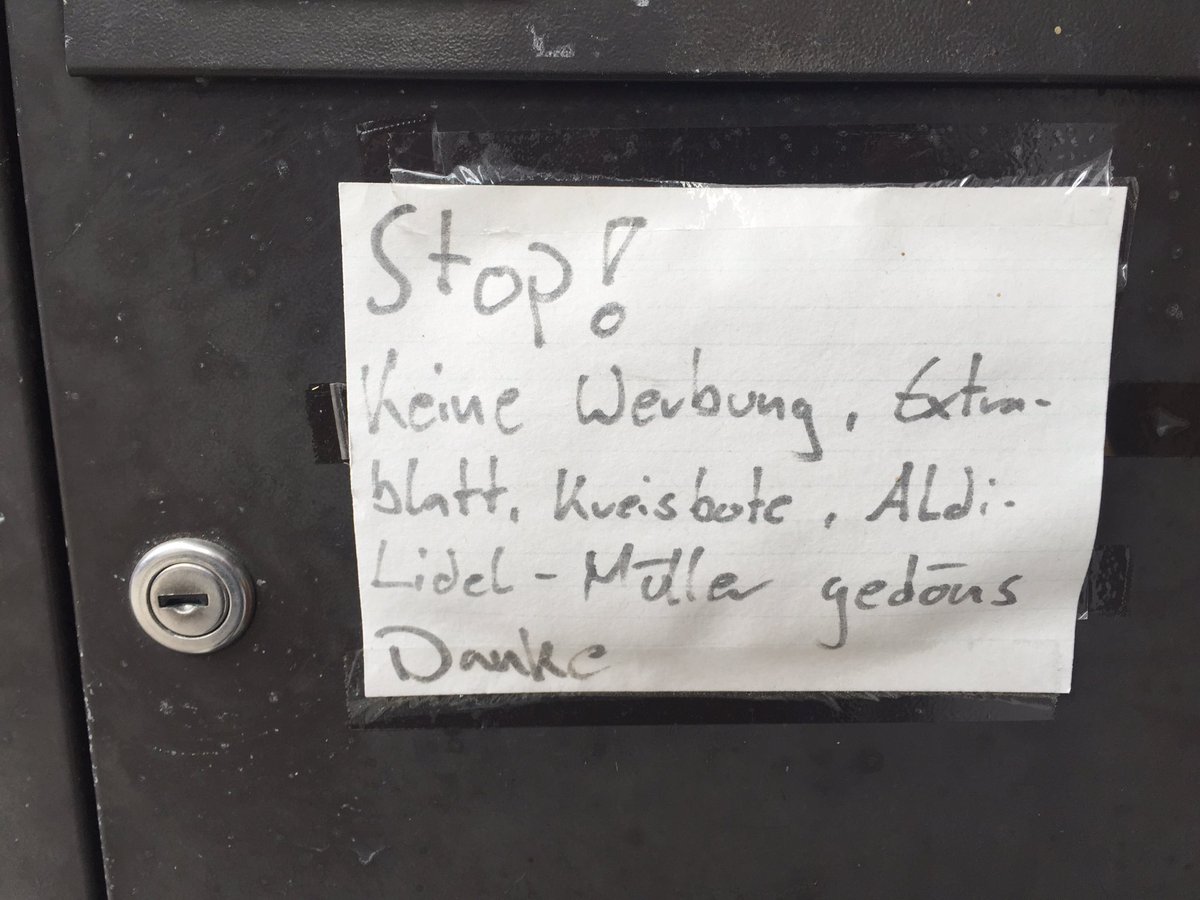 Stop!
Keine Werbung, Extra-
blatt, Kreisbote, ALdi-
Lidel - Müller gedöns
Danke